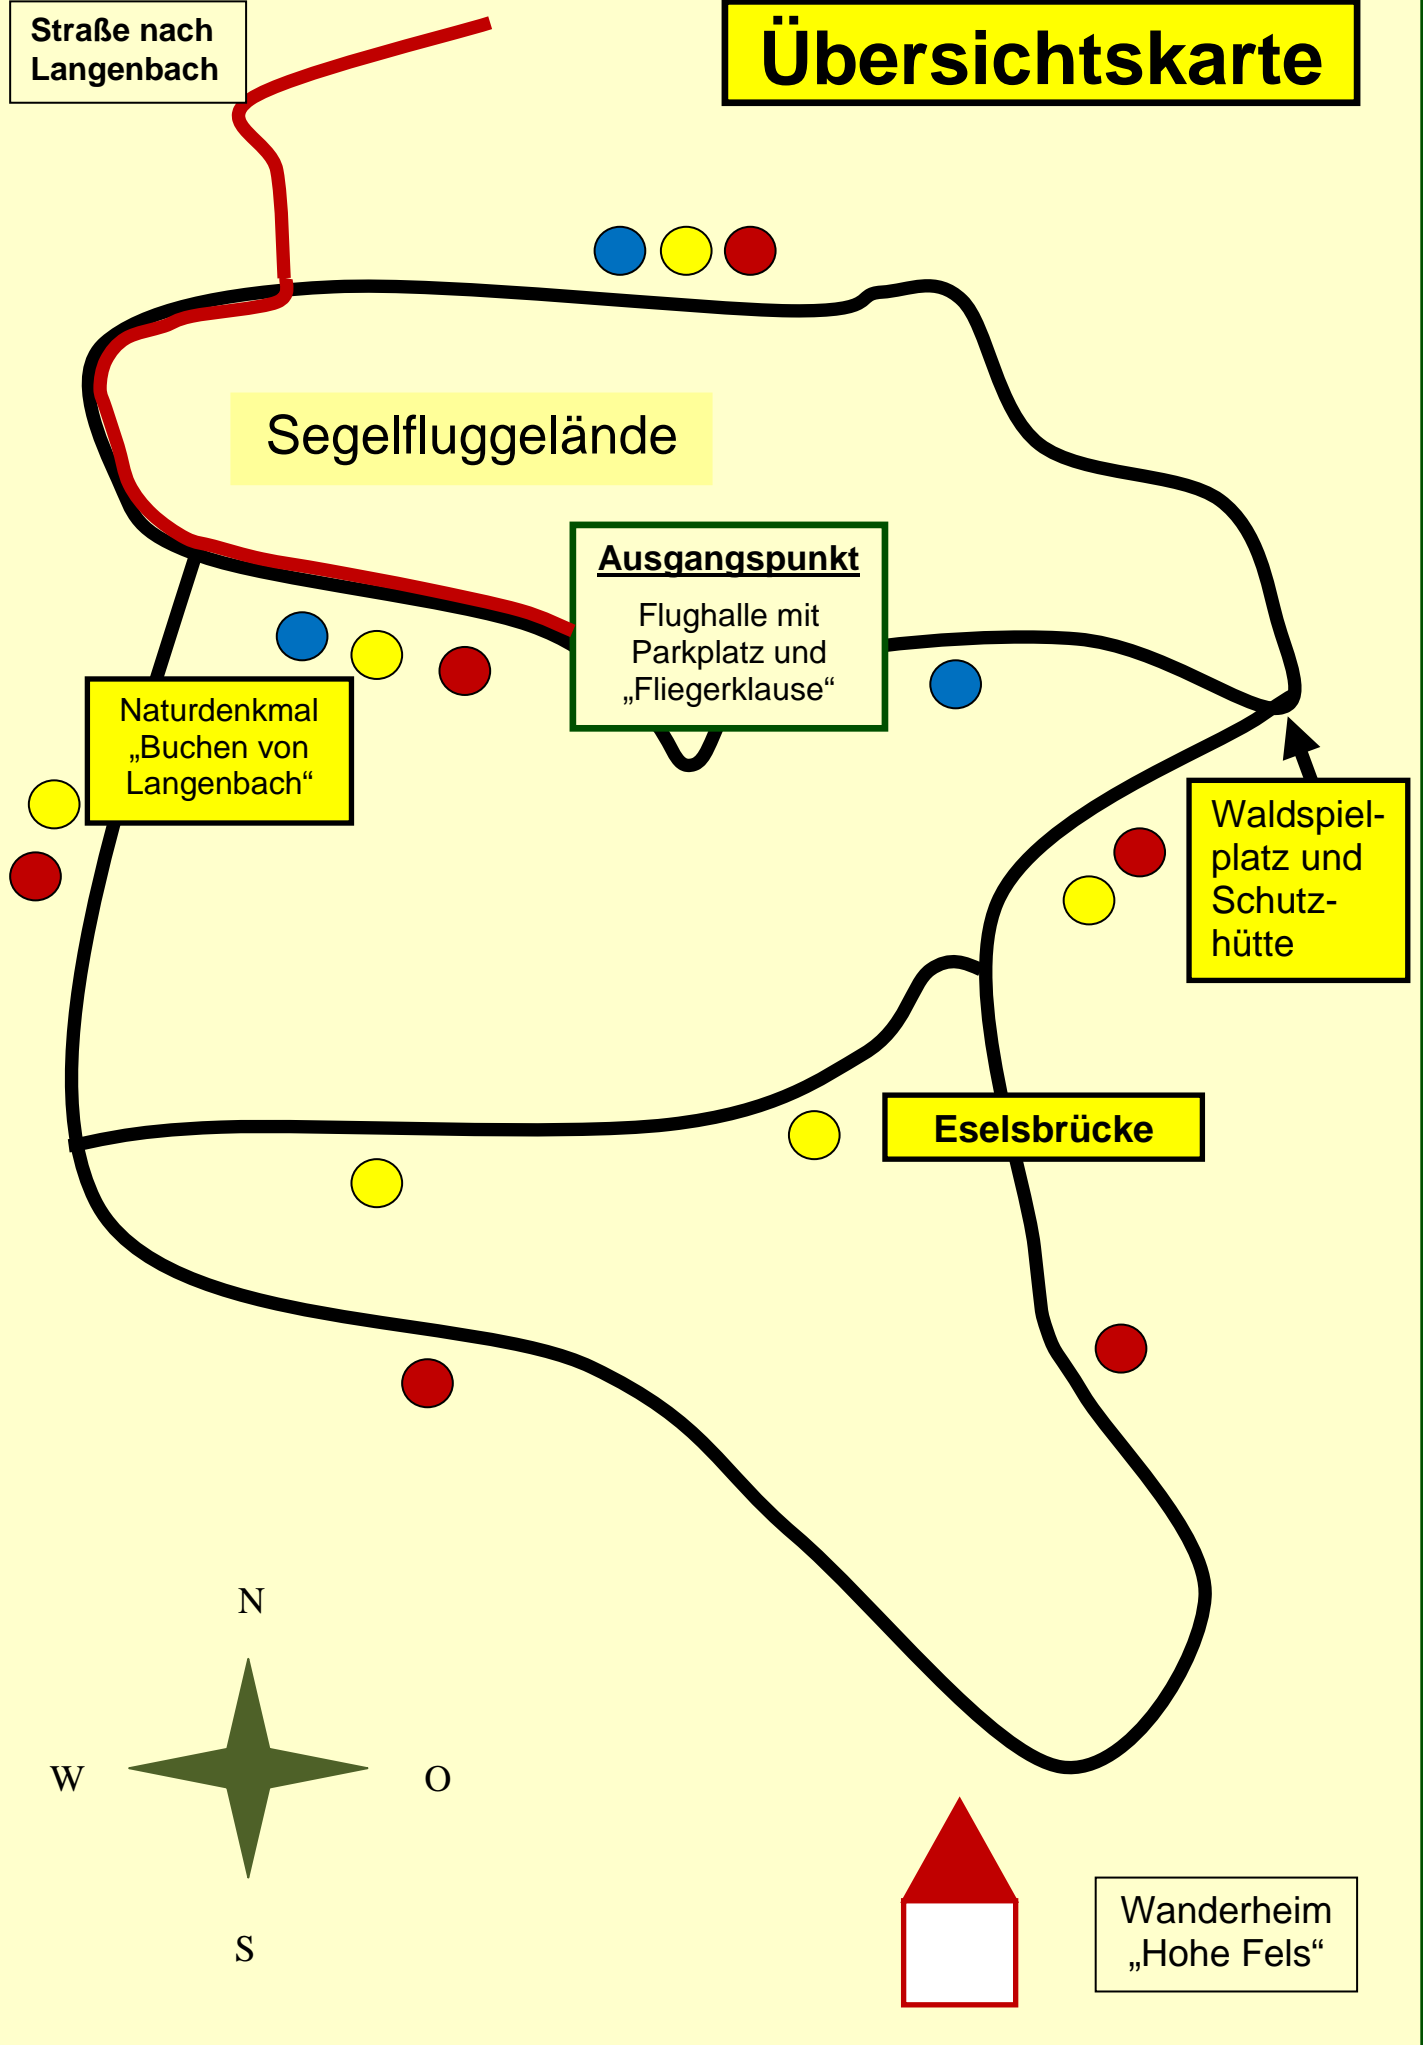 Straße nach
Langenbach
Übersichtskarte
Segelfluggelände
Ausgangspunkt
Flughalle mit
Parkplatz und
„Fliegerklause“
Naturdenkmal
„Buchen von
Langenbach“
Waldspiel-
platz und
Schutz-
hütte
Eselsbrücke
N
W
O
S
Wanderheim
„Hohe Fels“